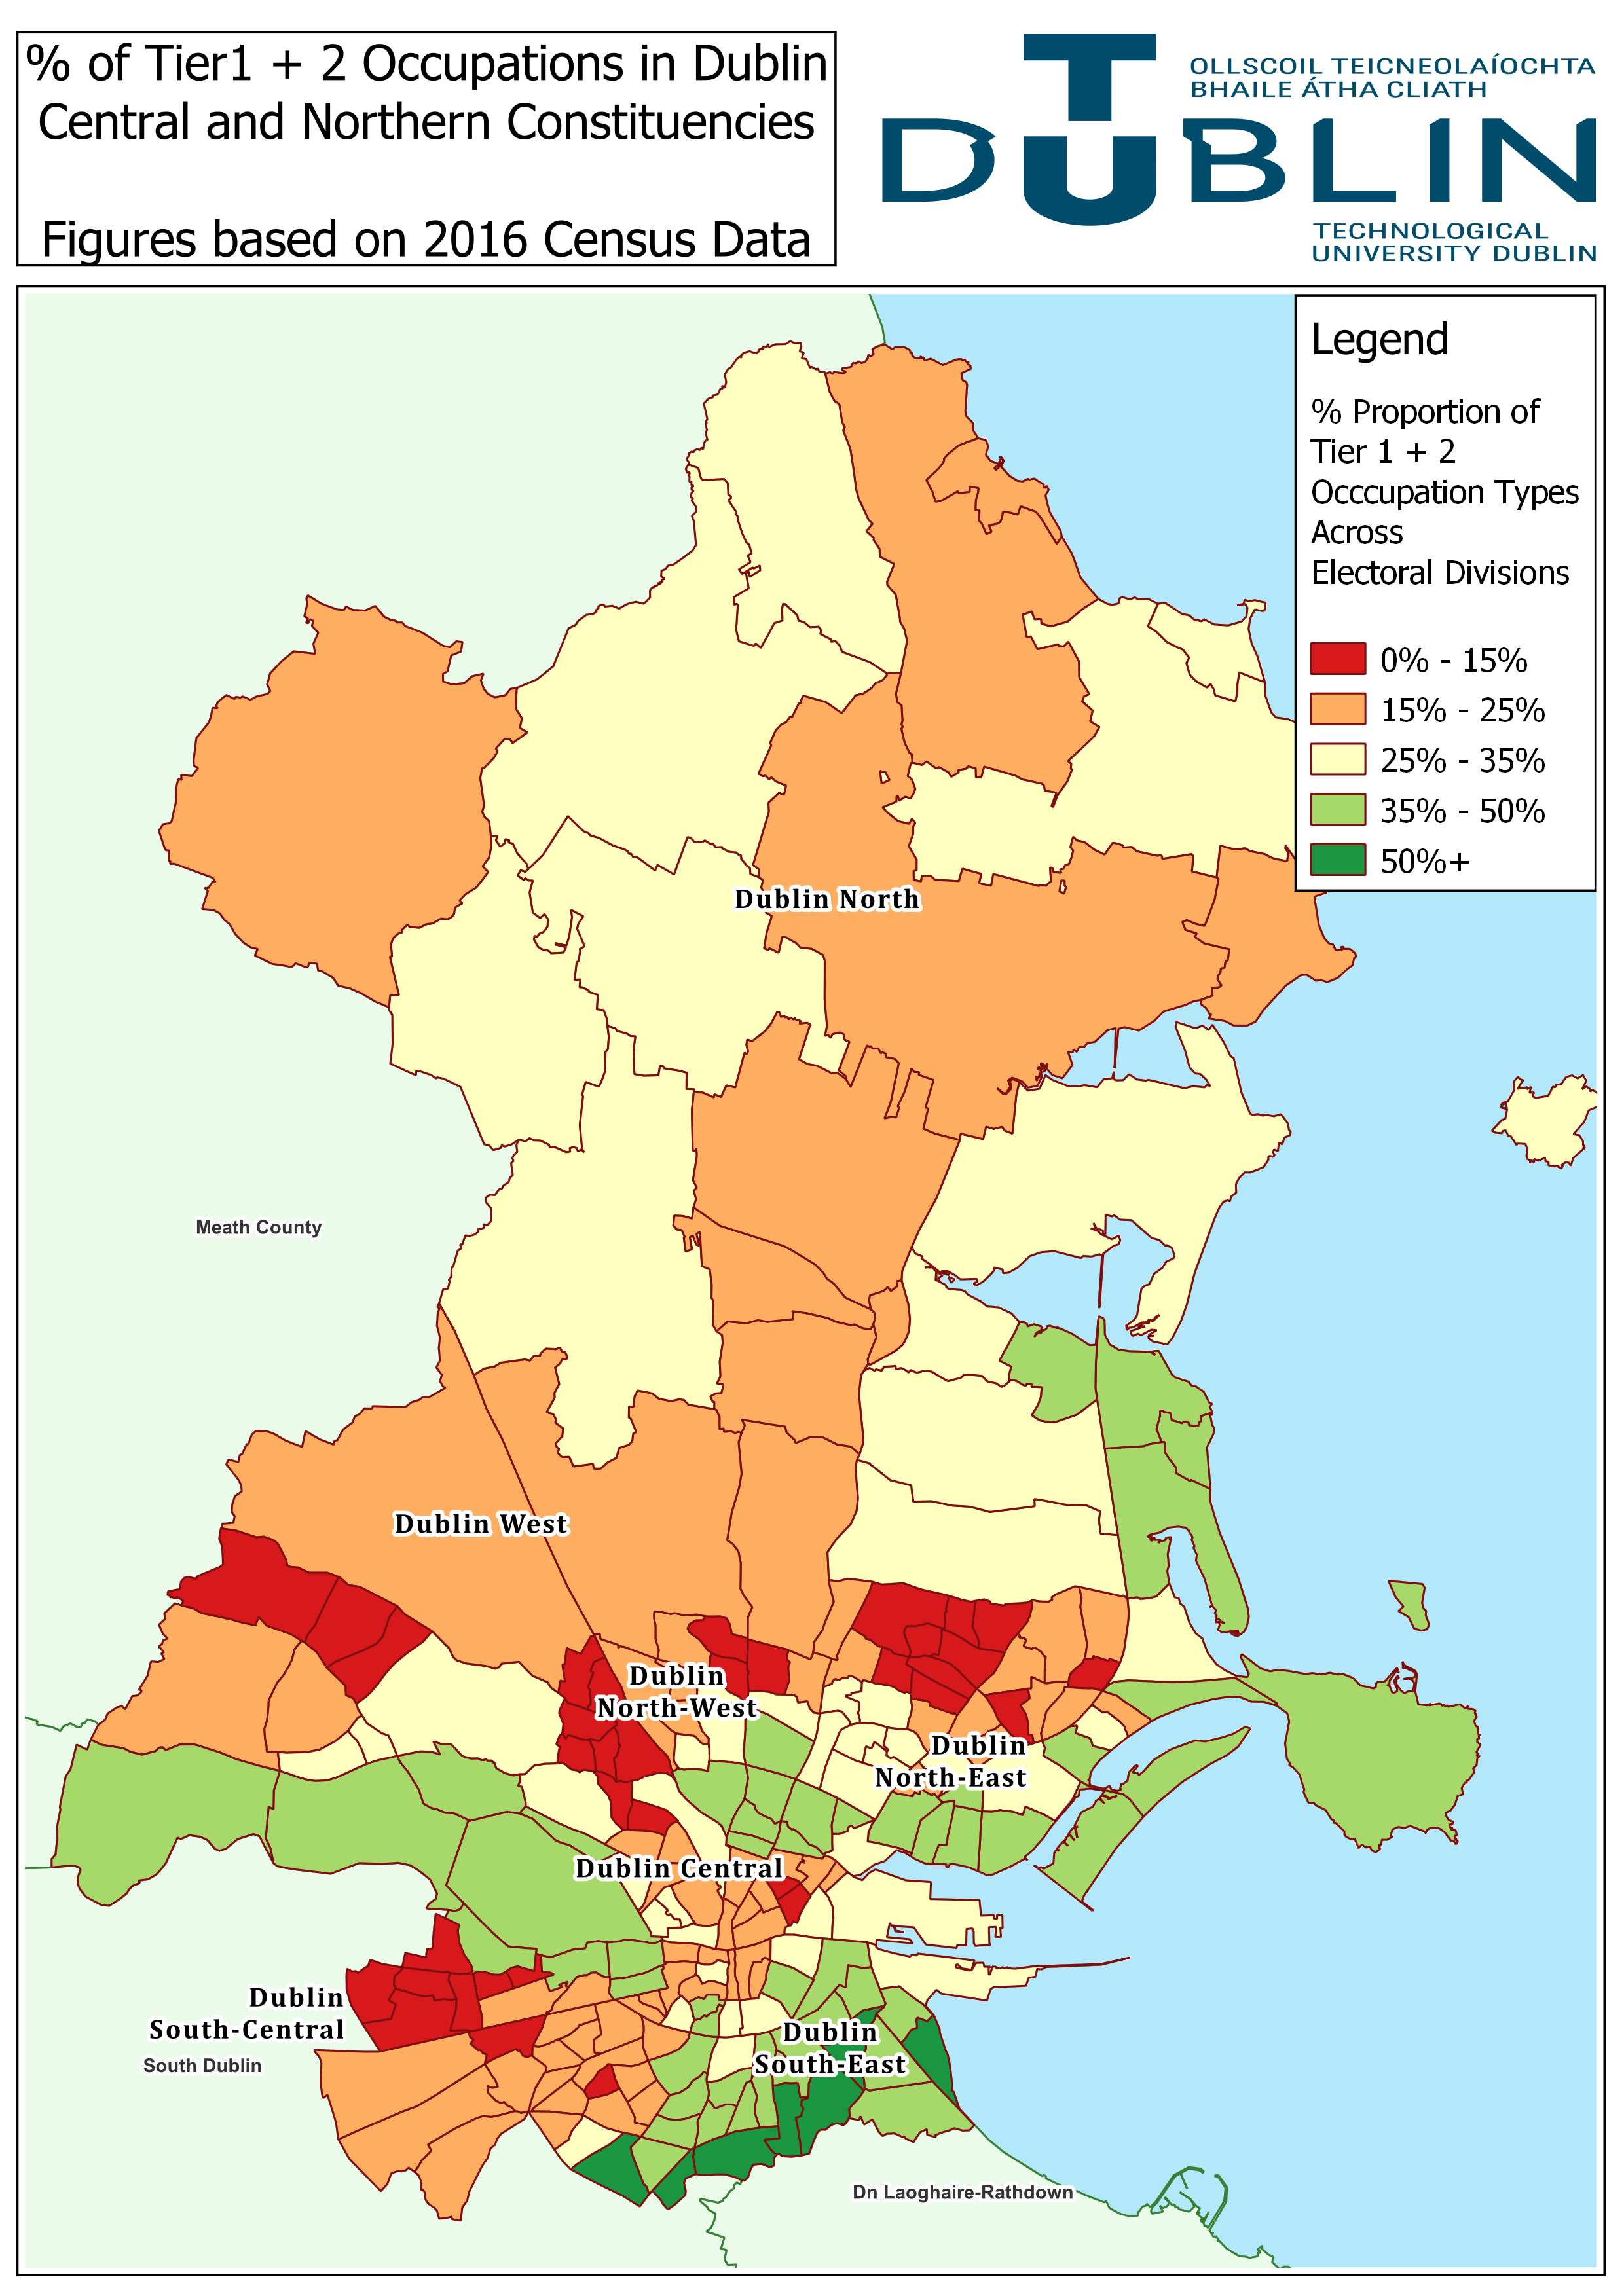 % of Tier1 + 2 Occupations in Dublin
Central and Northern Constituencies
Figures based on 2016 Census Data
OLLSCOIL TEICNEOLAÍOCHTA
BHAILE ÁTHA CLIATH
T
DUBLIN
TECHNOLOGICAL
UNIVERSITY DUBLIN
Legend
% Proportion of
Tier 1 + 2
Occcupation Types
Across
Electoral Divisions
0% - 15%
15% - 25%
25% - 35%
35% - 50%
50%+
Dublin North
Meath County
Dublin West
Dublin
North-West
Dublin
North-East
Dublin Central
Dublin
South-Central
South Dublin
Dublin
South-East
Dn Laoghaire-Rathdown